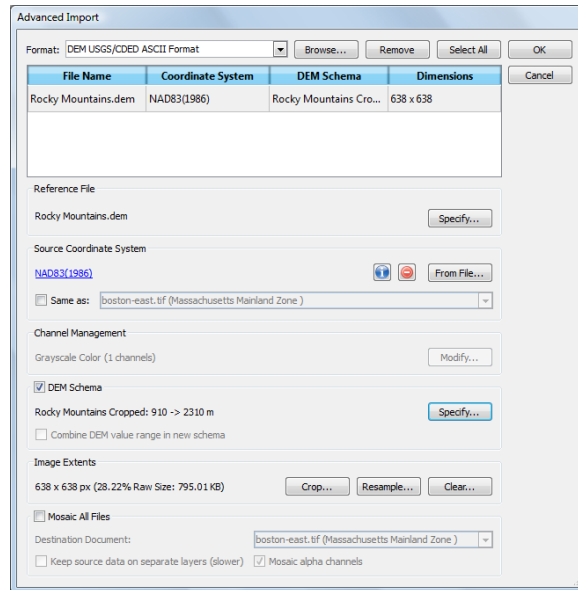 Advanced Import
Format: DEM USGS/CDED ASCII Format Browse... Remove Select All OK
File Name Coordinate System DEM Schema Dimensions Cancel
Rocky Mountains.dem NAD83(1986) Rocky Mountains Cro... 638 x 638
Reference File
Rocky Mountains.dem Specify...
Source Coordinate System
NAD83(1986) From File...
Same as: boston-east.tif (Massachusetts Mainland Zone )
Channel Management
Grayscale Color (1 channels) Modify...
DEM Schema
Rocky Mountains Cropped: 910 -> 2310 m Specify...
Combine DEM value range in new schema
Image Extents
638 x 638 px (28.22% Raw Size: 795.01 KB) Crop... Resample... Clear...
Mosaic All Files
Destination Document: boston-east.tif (Massachusetts Mainland Zone )
Keep source data on separate layers (slower) Mosaic alpha channels